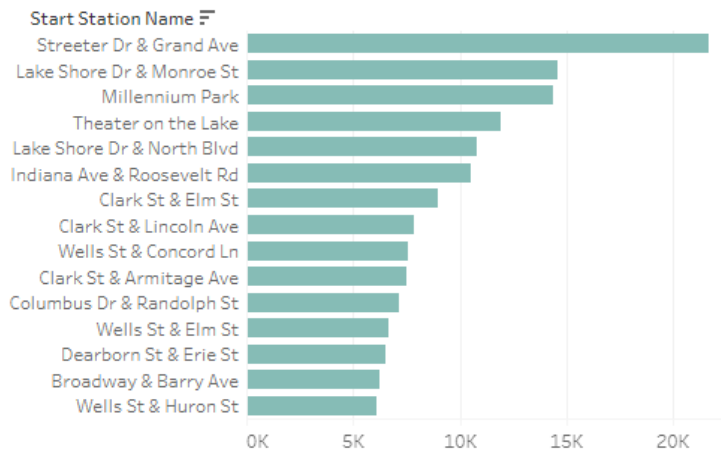 Start Station Name
Streeter Dr & Grand Ave
Lake Shore Dr & Monroe St
Millennium Park
Theater on the Lake
Lake Shore Dr & North Blvd
Indiana Ave & Roosevelt Rd
Clark St & Elm St
Clark St & Lincoln Ave
Wells St & Concord Ln
Clark St & Armitage Ave
Columbus Dr & Randolph St
Wells St & Elm St
Dearborn St & Erie St
Broadway & Barry Ave
Wells St & Huron St
0K 5K 10K 15K 20K